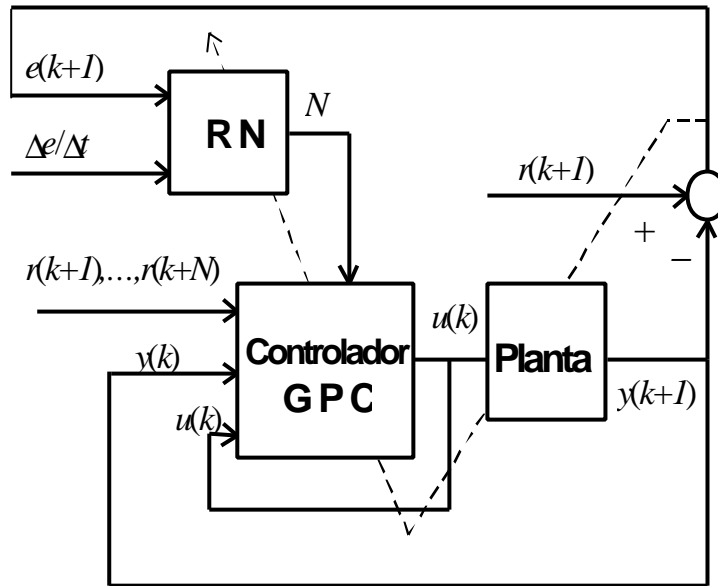 e(k+1)
N
RN
Δe/Δt
r(k+1)
+
−
r(k+1),...,r(k+N)
u(k)
Controlador
Planta
y(k)
GPC
y(k+1)
u(k)